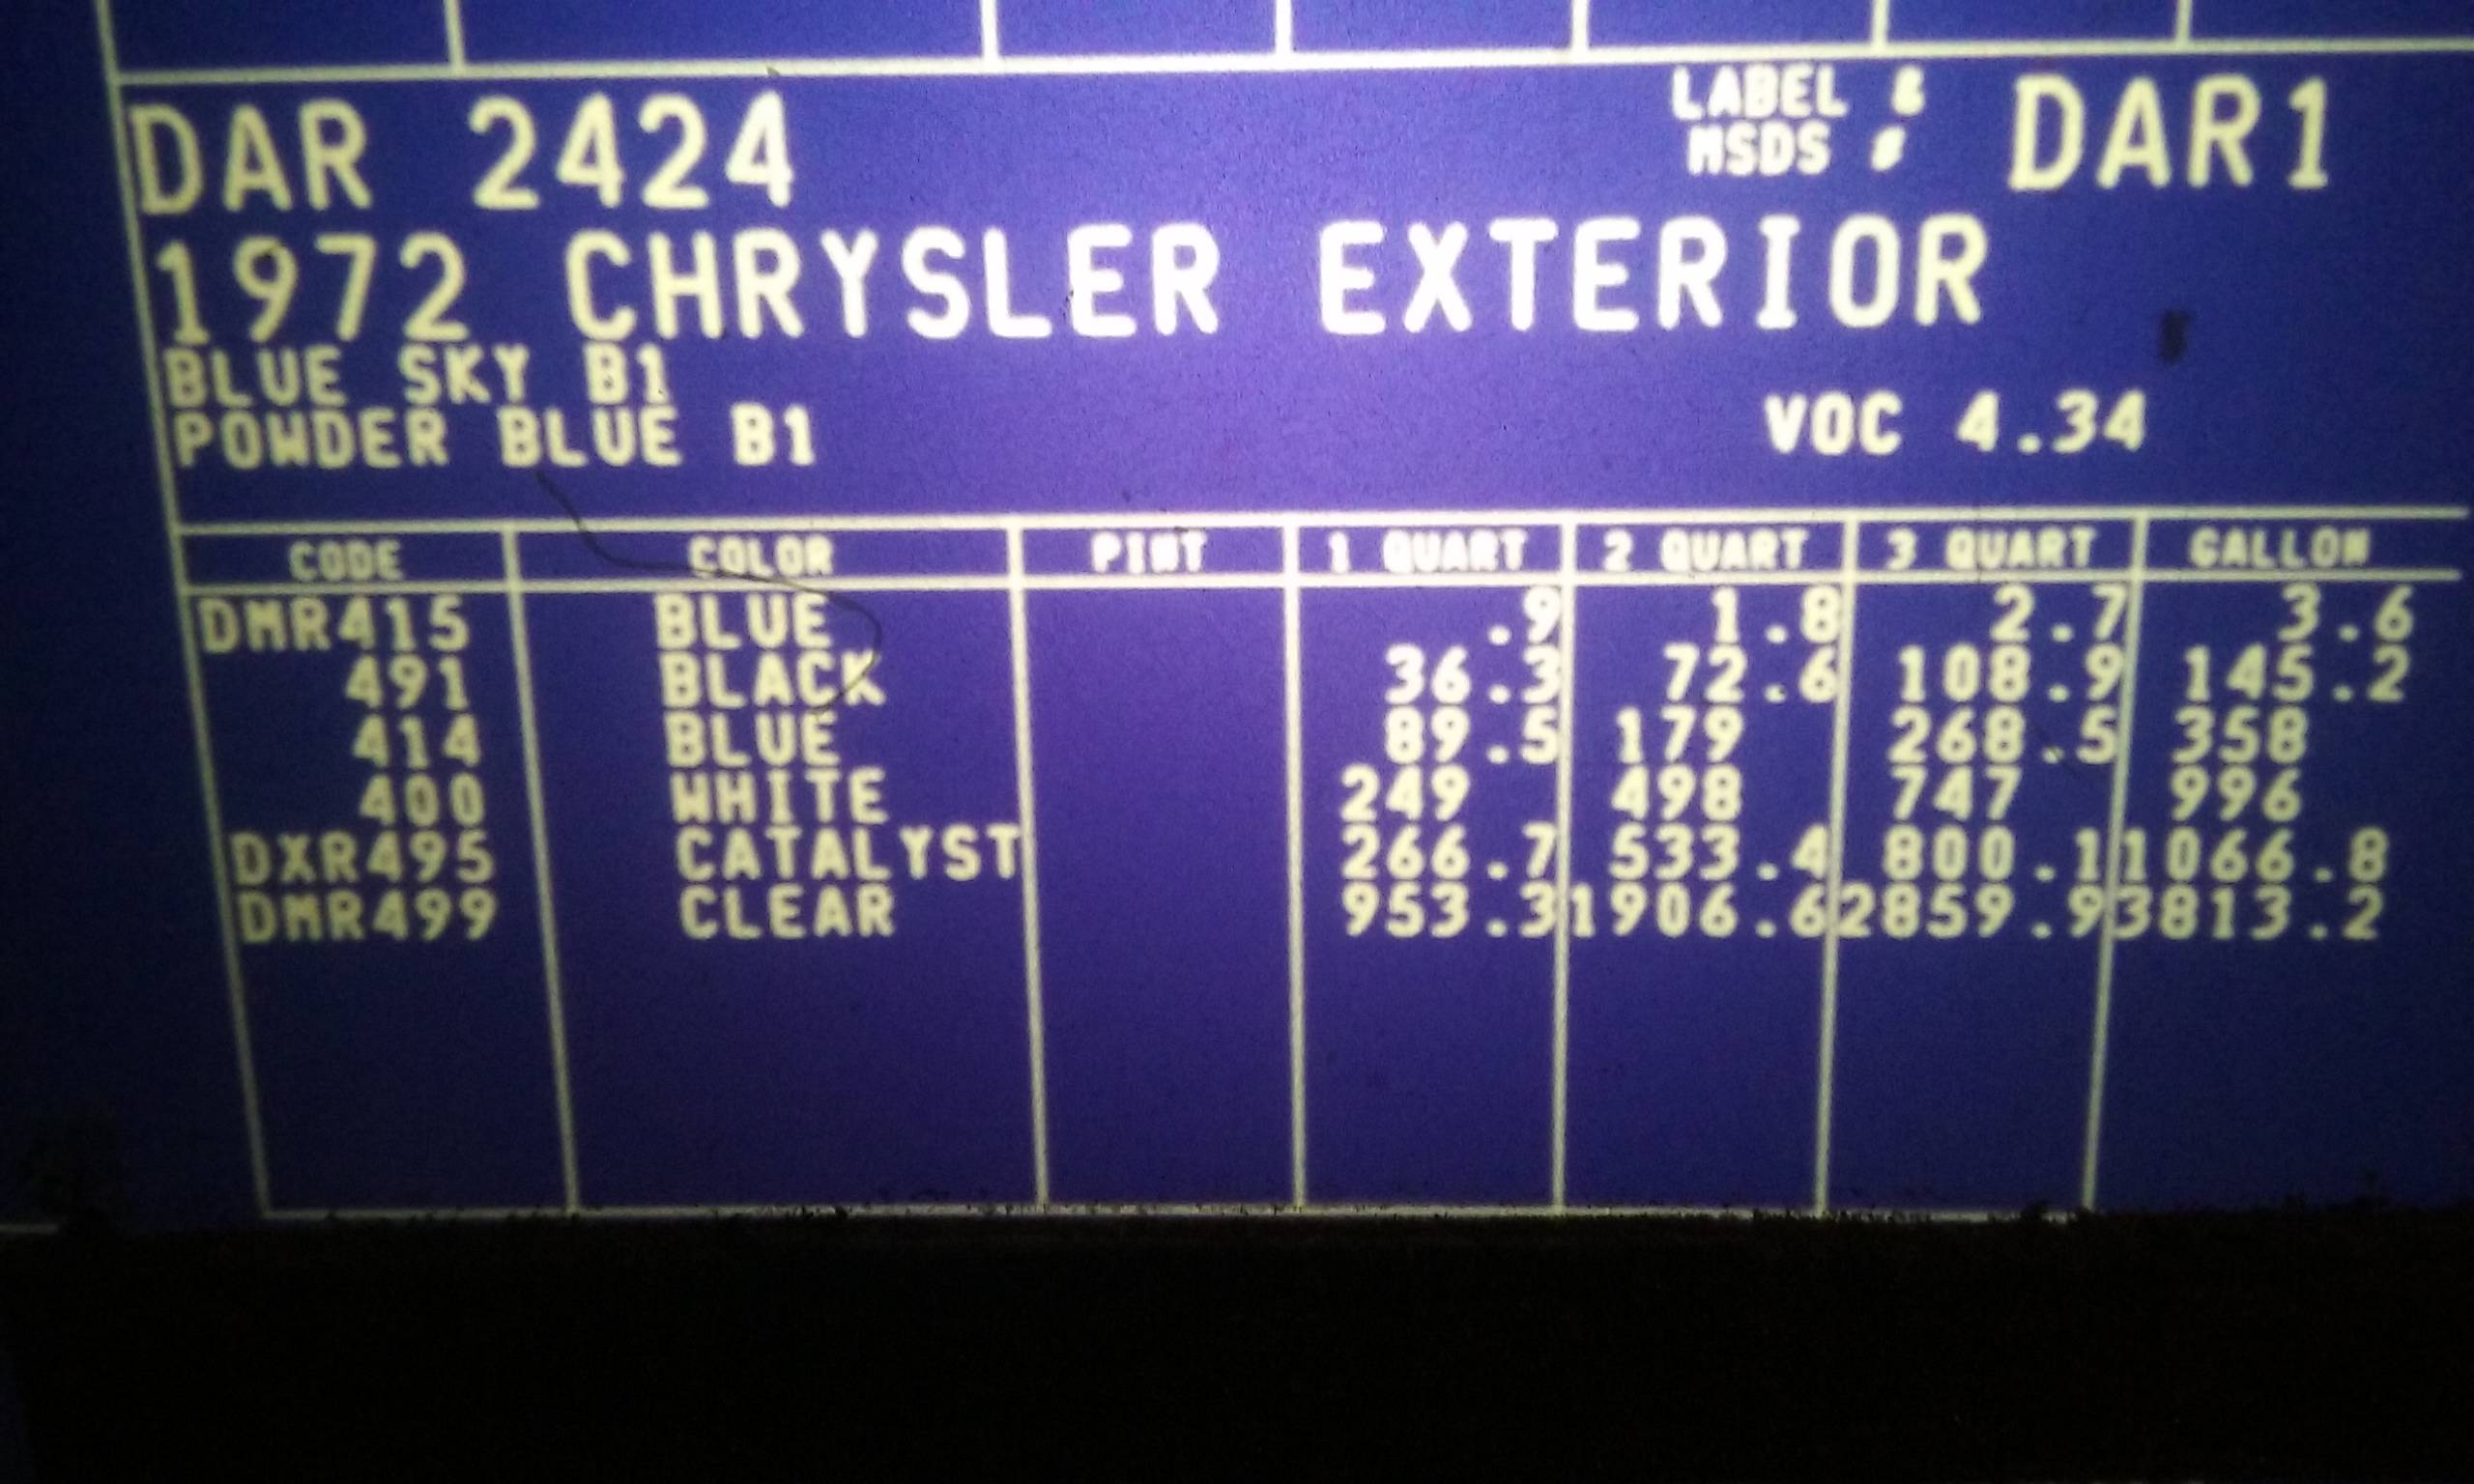 DAR 2424 LABEL & MSDS # DAR1
1972 CHRYSLER EXTERIOR
BLUE SKY B1
POWDER BLUE B1 VOC 4.34
CODE COLOR PINT 1 QUART 2 QUART 3 QUART GALLON
DMR415 BLUE .9 1.8 2.7 3.6
491 BLACK 36.3 72.6 108.9 145.2
414 BLUE 89.5 179 268.5 358
400 WHITE 249 498 747 996
DXR495 CATALYST 266.7 533.4 800.1 1066.8
DMR499 CLEAR 953.3 1906.6 2859.9 3813.2